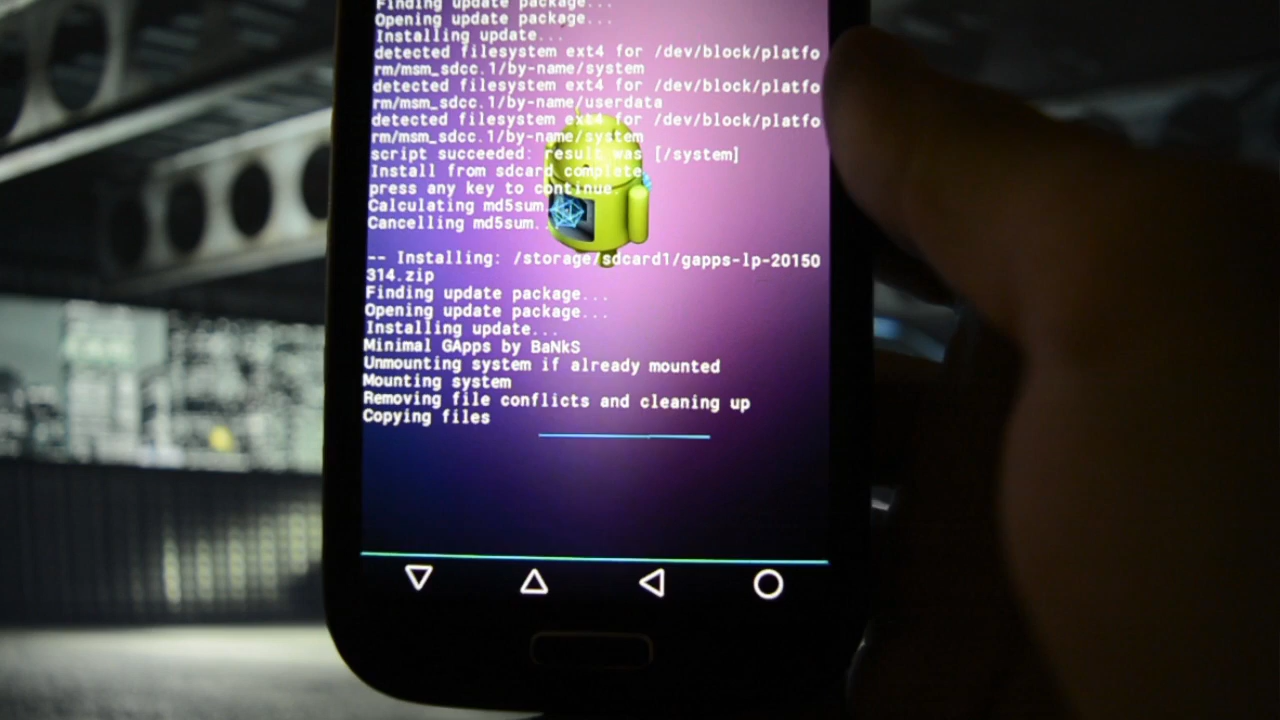 Finding update package...
Opening update package...
Installing update...
detected filesystem ext4 for /dev/block/platfo
rm/msm_sdcc.1/by-name/system
detected filesystem ext4 for /dev/block/platfo
rm/msm_sdcc.1/by-name/userdata
detected filesystem ext4 for /dev/block/platfo
rm/msm_sdcc.1/by-name/system
script succeeded: result was [/system]
Install from sdcard complete.
press any key to continue.
Calculating md5sum...
Cancelling md5sum...
-- Installing: /storage/sdcard1/gapps-lp-20150
314.zip
Finding update package...
Opening update package...
Installing update...
Minimal GApps by BaNkS
Unmounting system if already mounted
Mounting system
Removing file conflicts and cleaning up
Copying files